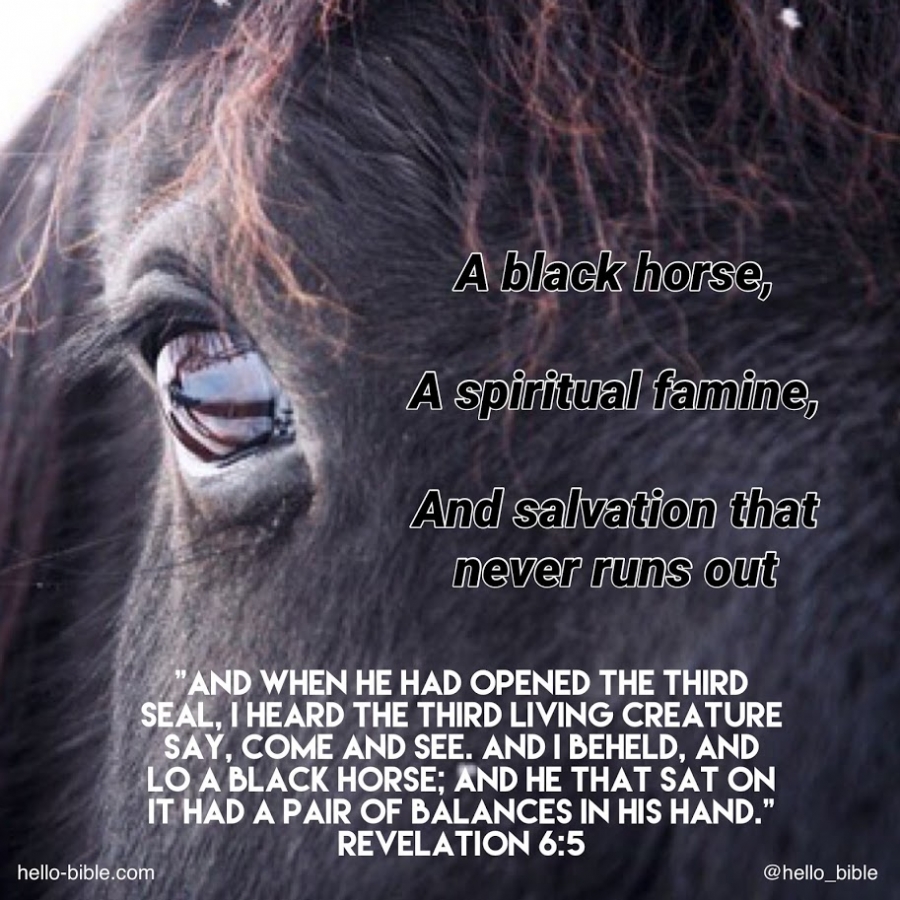 A black horse,
A spiritual famine,
And salvation that
never runs out
"AND WHEN HE HAD OPENED THE THIRD
SEAL, I HEARD THE THIRD LIVING CREATURE
SAY, COME AND SEE. AND I BEHELD, AND
LO A BLACK HORSE; AND HE THAT SAT ON
IT HAD A PAIR OF BALANCES IN HIS HAND."
REVELATION 6:5
hello-bible.com
@hello_bible